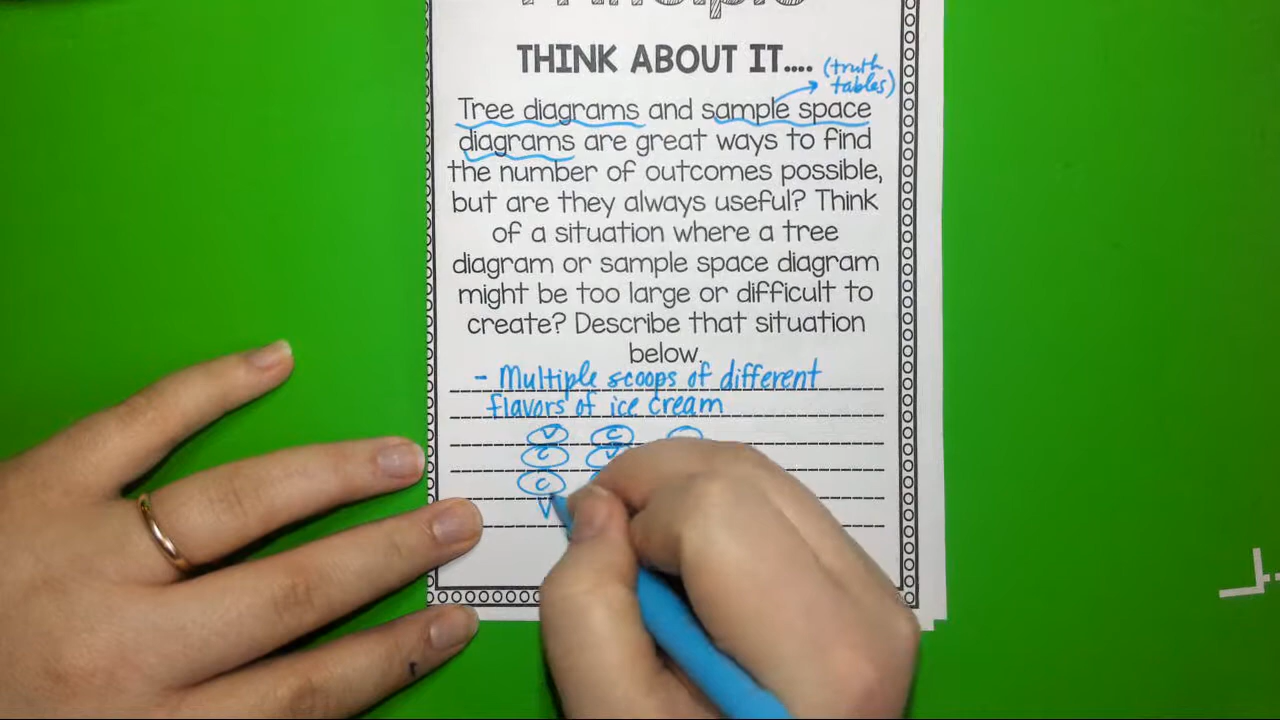 Principle
THINK ABOUT IT....
(truth
tables)
Tree diagrams and sample space
diagrams are great ways to find
the number of outcomes possible,
but are they always useful? Think
of a situation where a tree
diagram or sample space diagram
might be too large or difficult to
create? Describe that situation
below.
- Multiple scoops of different
flavors of ice cream
V C
C V
C
V